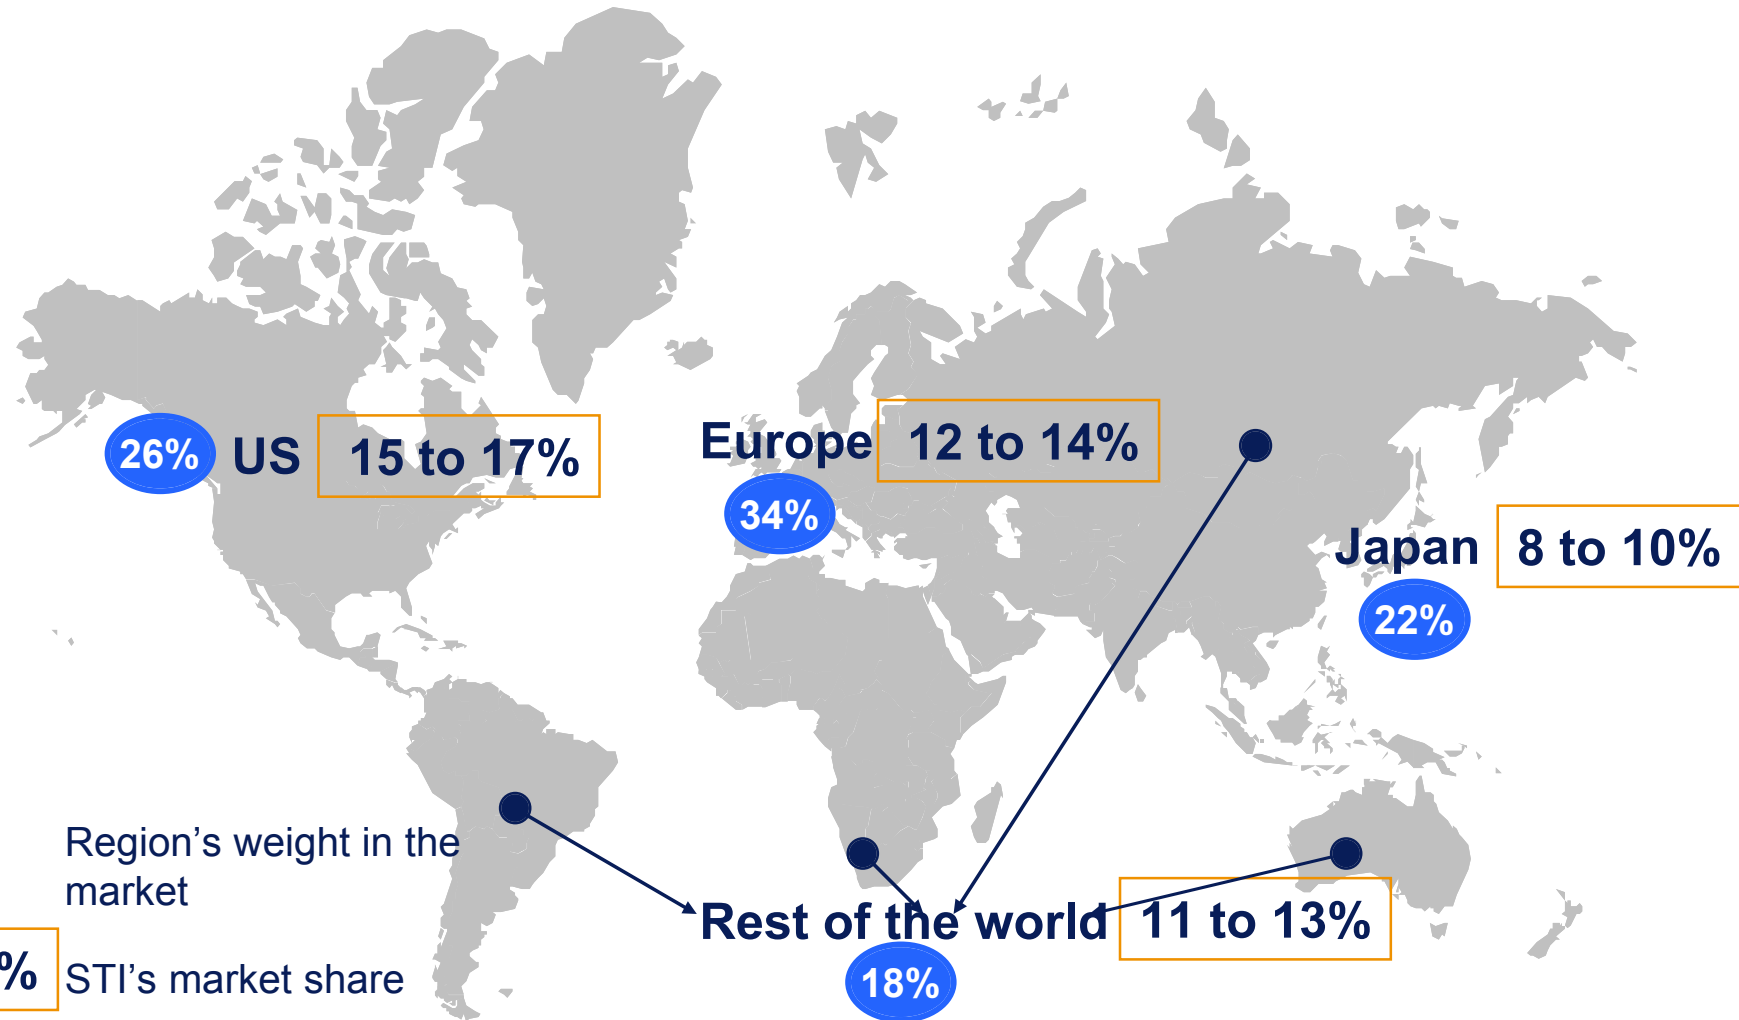 26% US 15 to 17%
Europe 12 to 14%
34%
Japan 8 to 10%
22%
Region’s weight in the
market
Rest of the world 11 to 13%
18%
% STI’s market share